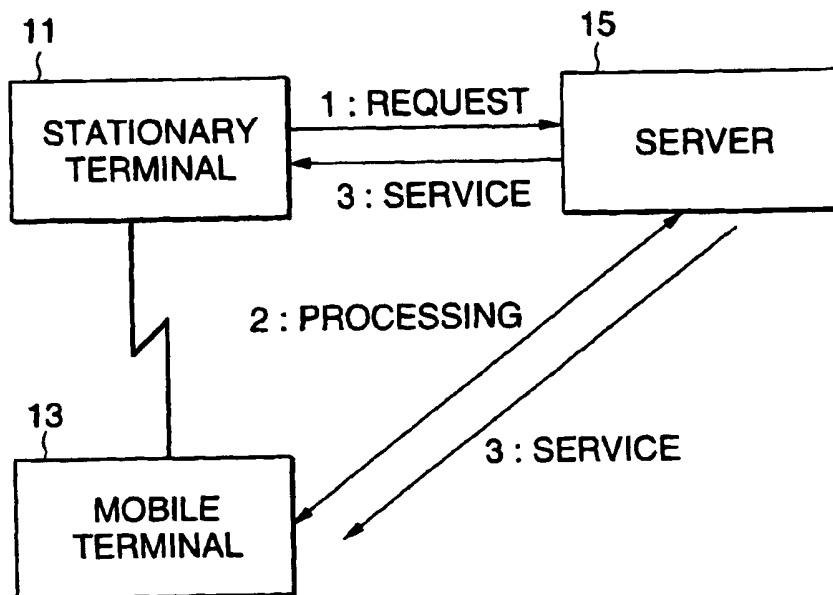 11
15
STATIONARY
TERMINAL
1 : REQUEST
SERVER
3 : SERVICE
2 : PROCESSING
13
3 : SERVICE
MOBILE
TERMINAL